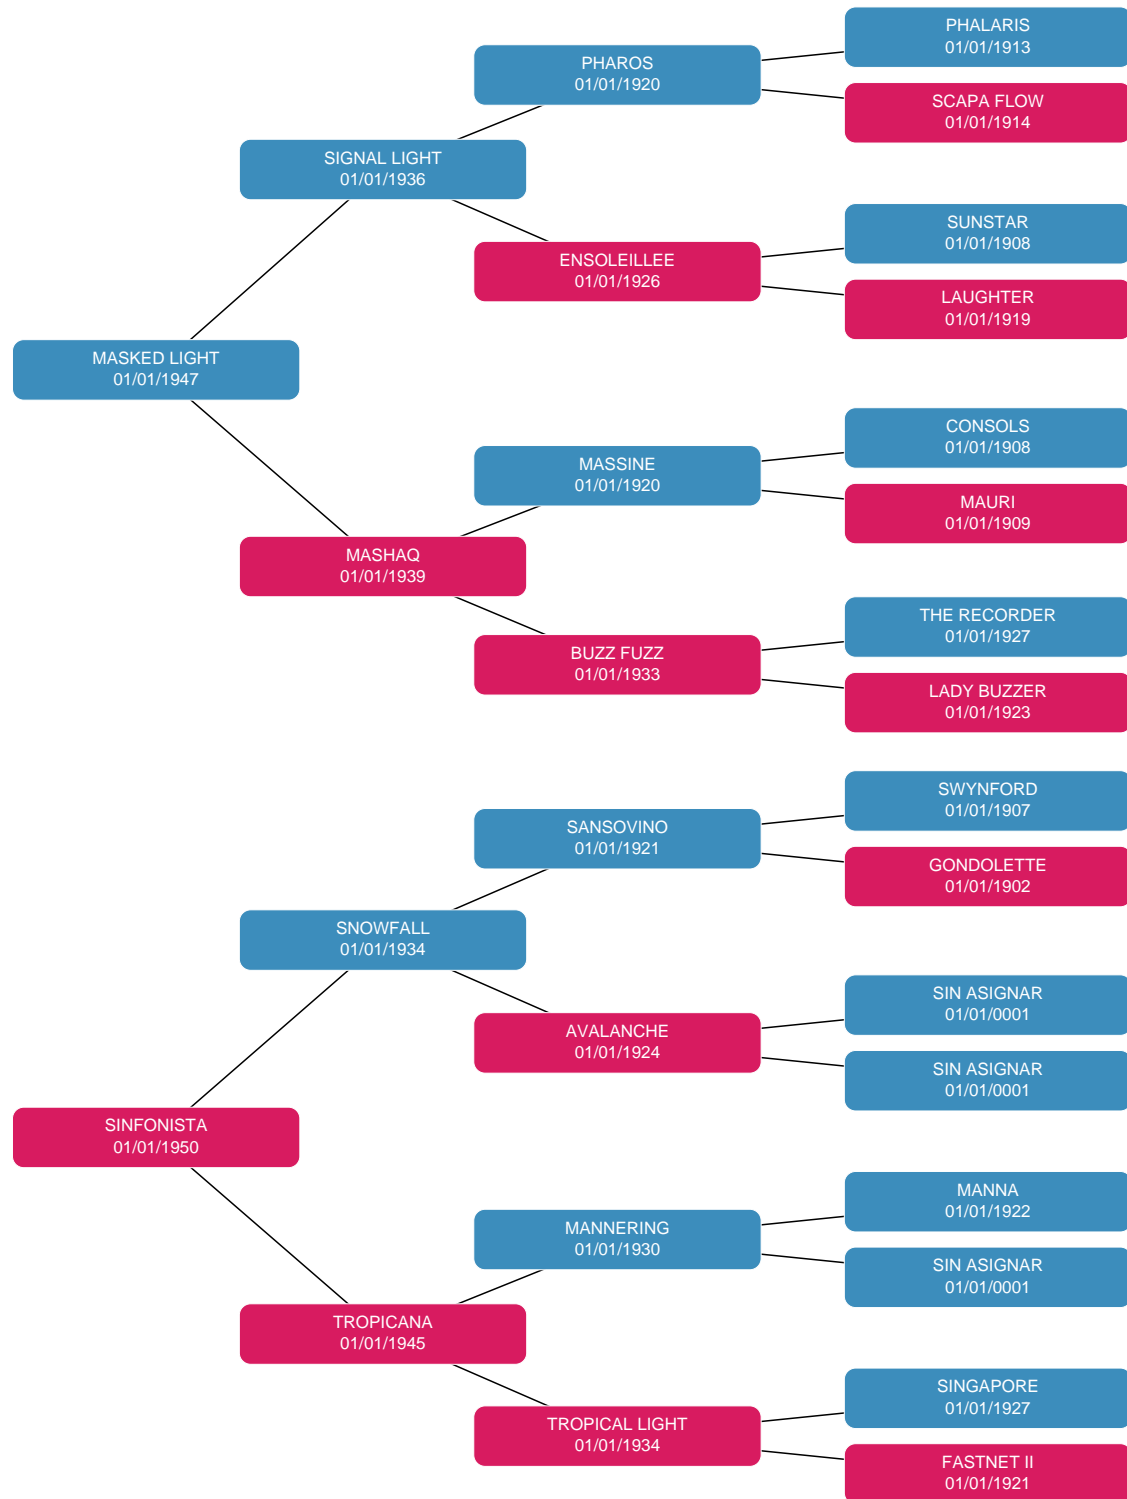 PHALARIS
01/01/1913
PHAROS
01/01/1920
SCAPA FLOW
01/01/1914
SIGNAL LIGHT
01/01/1936
SUNSTAR
01/01/1908
ENSOLEILLEE
01/01/1926
LAUGHTER
01/01/1919
MASKED LIGHT
01/01/1947
CONSOLS
01/01/1908
MASSINE
01/01/1920
MAURI
01/01/1909
MASHAQ
01/01/1939
THE RECORDER
01/01/1927
BUZZ FUZZ
01/01/1933
LADY BUZZER
01/01/1923
SWYNFORD
01/01/1907
SANSOVINO
01/01/1921
GONDOLETTE
01/01/1902
SNOWFALL
01/01/1934
SIN ASIGNAR
01/01/0001
AVALANCHE
01/01/1924
SIN ASIGNAR
01/01/0001
SINFONISTA
01/01/1950
MANNA
01/01/1922
MANNERING
01/01/1930
SIN ASIGNAR
01/01/0001
TROPICANA
01/01/1945
SINGAPORE
01/01/1927
TROPICAL LIGHT
01/01/1934
FASTNET II
01/01/1921